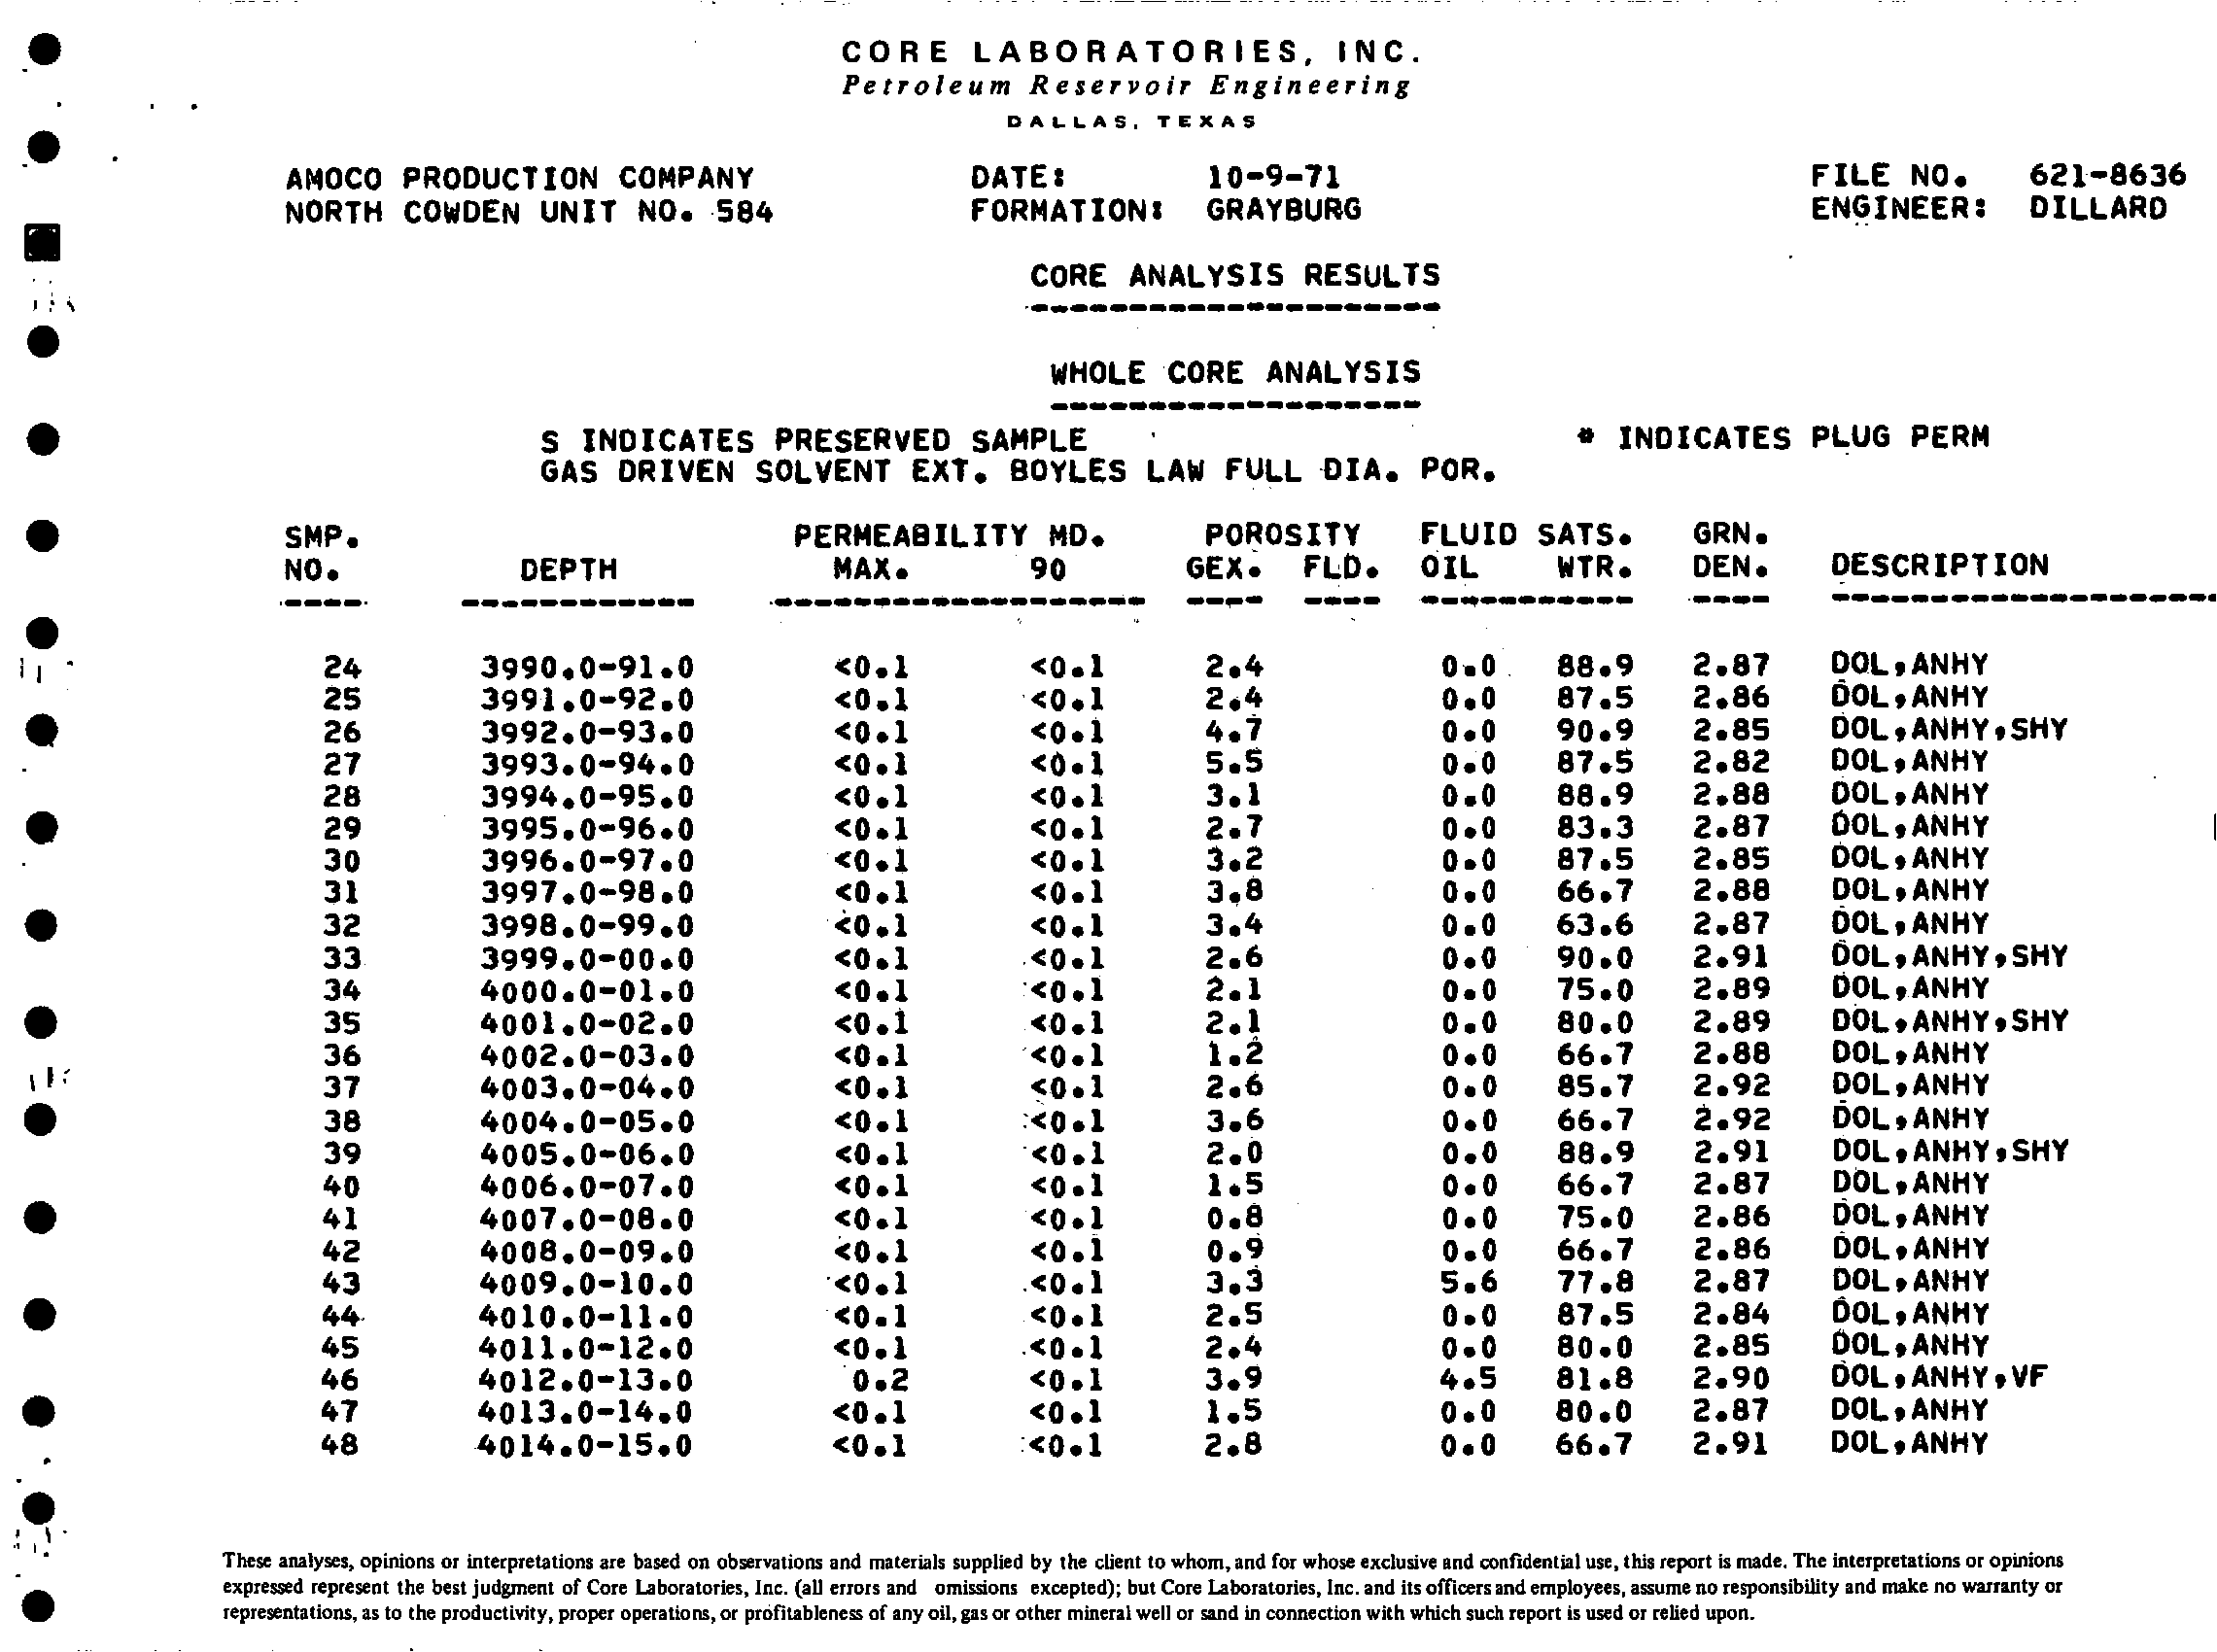 CORE LABORATORIES, INC.
Petroleum Reservoir Engineering
DALLAS, TEXAS
AMOCO PRODUCTION COMPANY DATE: 10-9-71 FILE NO. 621-8636
NORTH COWDEN UNIT NO. 584 FORMATION: GRAYBURG ENGINEER: DILLARD
CORE ANALYSIS RESULTS
WHOLE CORE ANALYSIS
S INDICATES PRESERVED SAMPLE * INDICATES PLUG PERM
GAS DRIVEN SOLVENT EXT. BOYLES LAW FULL DIA. POR.
SMP. PERMEABILITY MD. POROSITY FLUID SATS. GRN.
NO. DEPTH MAX. 90 GEX. FLD. OIL WTR. DEN. DESCRIPTION
24 3990.0-91.0 <0.1 <0.1 2.4 0.0 88.9 2.87 DOL,ANHY
25 3991.0-92.0 <0.1 <0.1 2.4 0.0 87.5 2.86 DOL,ANHY
26 3992.0-93.0 <0.1 <0.1 4.7 0.0 90.9 2.85 DOL,ANHY,SHY
27 3993.0-94.0 <0.1 <0.1 5.5 0.0 87.5 2.82 DOL,ANHY
28 3994.0-95.0 <0.1 <0.1 3.1 0.0 88.9 2.88 DOL,ANHY
29 3995.0-96.0 <0.1 <0.1 2.7 0.0 83.3 2.87 DOL,ANHY
30 3996.0-97.0 <0.1 <0.1 3.2 0.0 87.5 2.85 DOL,ANHY
31 3997.0-98.0 <0.1 <0.1 3.8 0.0 66.7 2.88 DOL,ANHY
32 3998.0-99.0 <0.1 <0.1 3.4 0.0 63.6 2.87 DOL,ANHY
33 3999.0-00.0 <0.1 <0.1 2.6 0.0 90.0 2.91 DOL,ANHY,SHY
34 4000.0-01.0 <0.1 <0.1 2.1 0.0 75.0 2.89 DOL,ANHY
35 4001.0-02.0 <0.1 <0.1 2.1 0.0 80.0 2.89 DOL,ANHY,SHY
36 4002.0-03.0 <0.1 <0.1 1.2 0.0 66.7 2.88 DOL,ANHY
37 4003.0-04.0 <0.1 <0.1 2.6 0.0 85.7 2.92 DOL,ANHY
38 4004.0-05.0 <0.1 <0.1 3.6 0.0 66.7 2.92 DOL,ANHY
39 4005.0-06.0 <0.1 <0.1 2.0 0.0 88.9 2.91 DOL,ANHY,SHY
40 4006.0-07.0 <0.1 <0.1 1.5 0.0 66.7 2.87 DOL,ANHY
41 4007.0-08.0 <0.1 <0.1 0.8 0.0 75.0 2.86 DOL,ANHY
42 4008.0-09.0 <0.1 <0.1 0.9 0.0 66.7 2.86 DOL,ANHY
43 4009.0-10.0 <0.1 <0.1 3.3 5.6 77.8 2.87 DOL,ANHY
44 4010.0-11.0 <0.1 <0.1 2.5 0.0 87.5 2.84 DOL,ANHY
45 4011.0-12.0 <0.1 <0.1 2.4 0.0 80.0 2.85 DOL,ANHY
46 4012.0-13.0 0.2 <0.1 3.9 4.5 81.8 2.90 DOL,ANHY,VF
47 4013.0-14.0 <0.1 <0.1 1.5 0.0 80.0 2.87 DOL,ANHY
48 4014.0-15.0 <0.1 <0.1 2.8 0.0 66.7 2.91 DOL,ANHY
These analyses, opinions or interpretations are based on observations and materials supplied by the client to whom, and for whose exclusive and confidential use, this report is made. The interpretations or opinions
expressed represent the best judgment of Core Laboratories, Inc. (all errors and omissions excepted); but Core Laboratories, Inc. and its officers and employees, assume no responsibility and make no warranty or
representations, as to the productivity, proper operations, or profitableness of any oil, gas or other mineral well or sand in connection with which such report is used or relied upon.